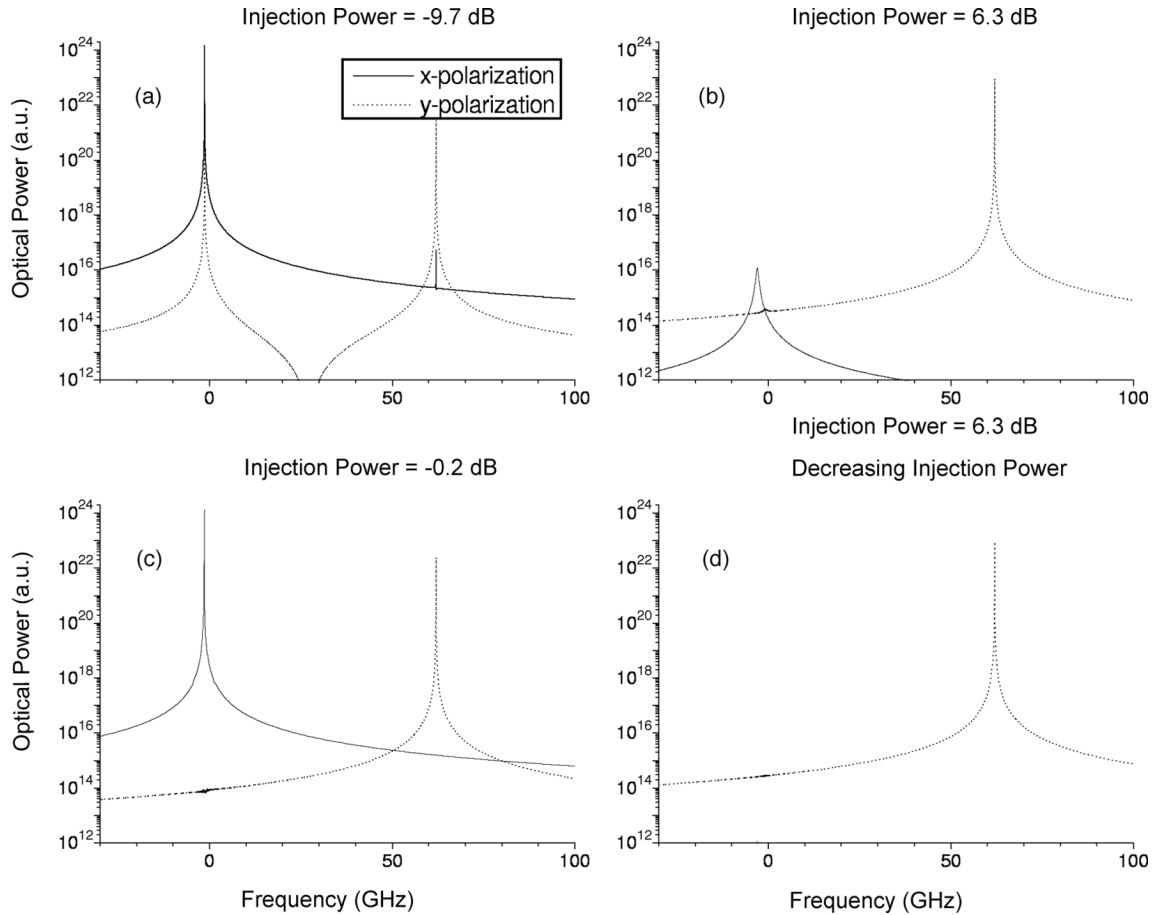 Injection Power = -9.7 dB
(a)
x-polarization
y-polarization
Optical Power (a.u.)
10^24
10^22
10^20
10^18
10^16
10^14
10^12
0
50
100
Injection Power = 6.3 dB
(b)
10^24
10^22
10^20
10^18
10^16
10^14
10^12
0
50
100
Injection Power = -0.2 dB
(c)
Optical Power (a.u.)
10^24
10^22
10^20
10^18
10^16
10^14
10^12
0
50
100
Frequency (GHz)
Injection Power = 6.3 dB
Decreasing Injection Power
(d)
10^24
10^22
10^20
10^18
10^16
10^14
10^12
0
50
100
Frequency (GHz)